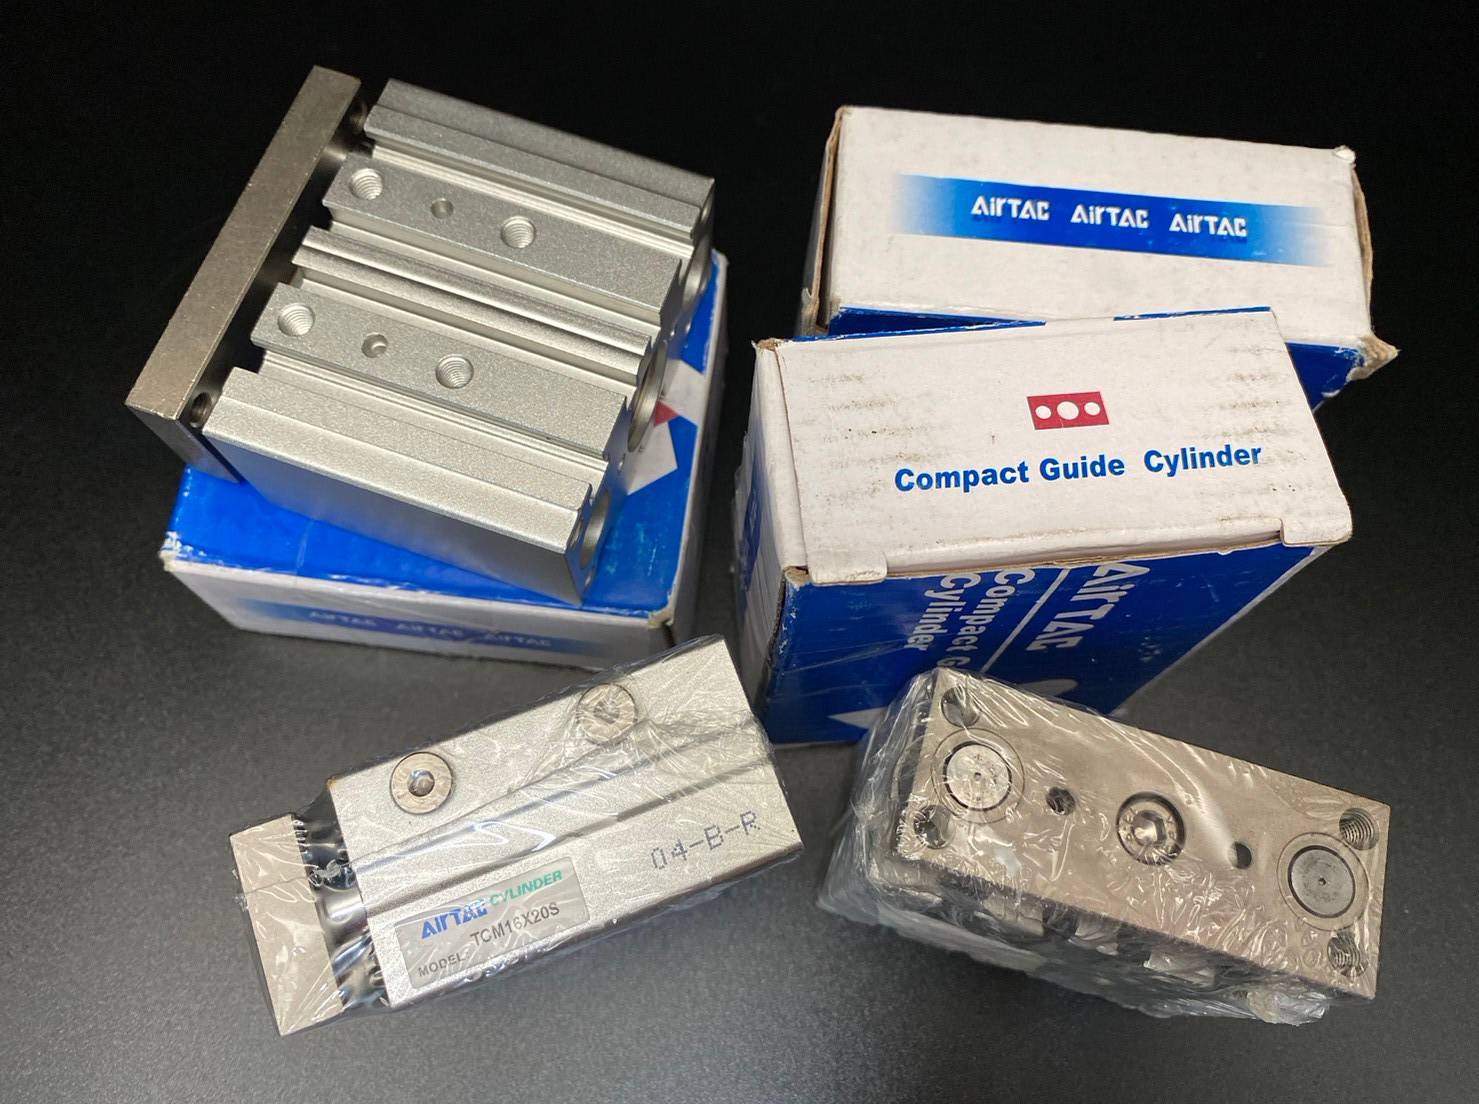 AirTAC AirTAC AirTAC
Compact Guide Cylinder
AirTAC
Compact G
Cylinder
AirTAC AirTAC AirTAC
04-B-R
AirTAC CYLINDER
MODEL TCM16X20S